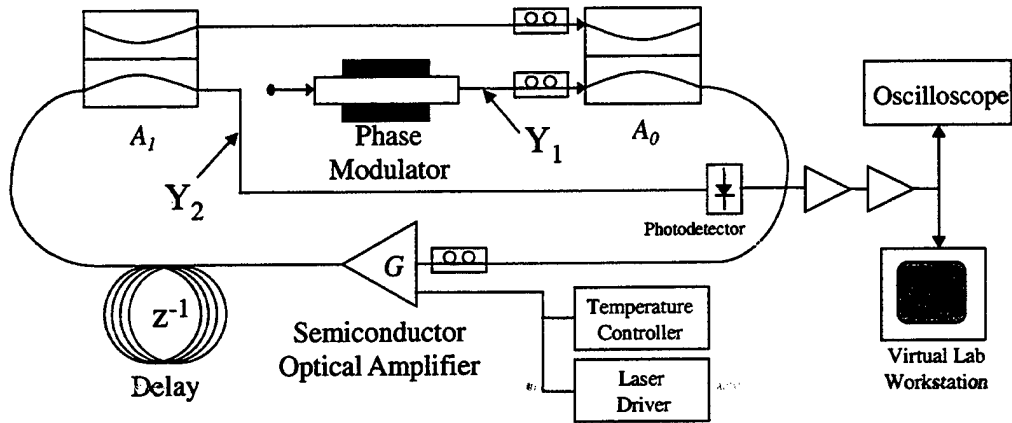 Oscilloscope
A1
Phase
Modulator
Y1
A0
Y2
Photodetector
G
z-1
Delay
Semiconductor
Optical Amplifier
Temperature
Controller
Laser
Driver
Virtual Lab
Workstation